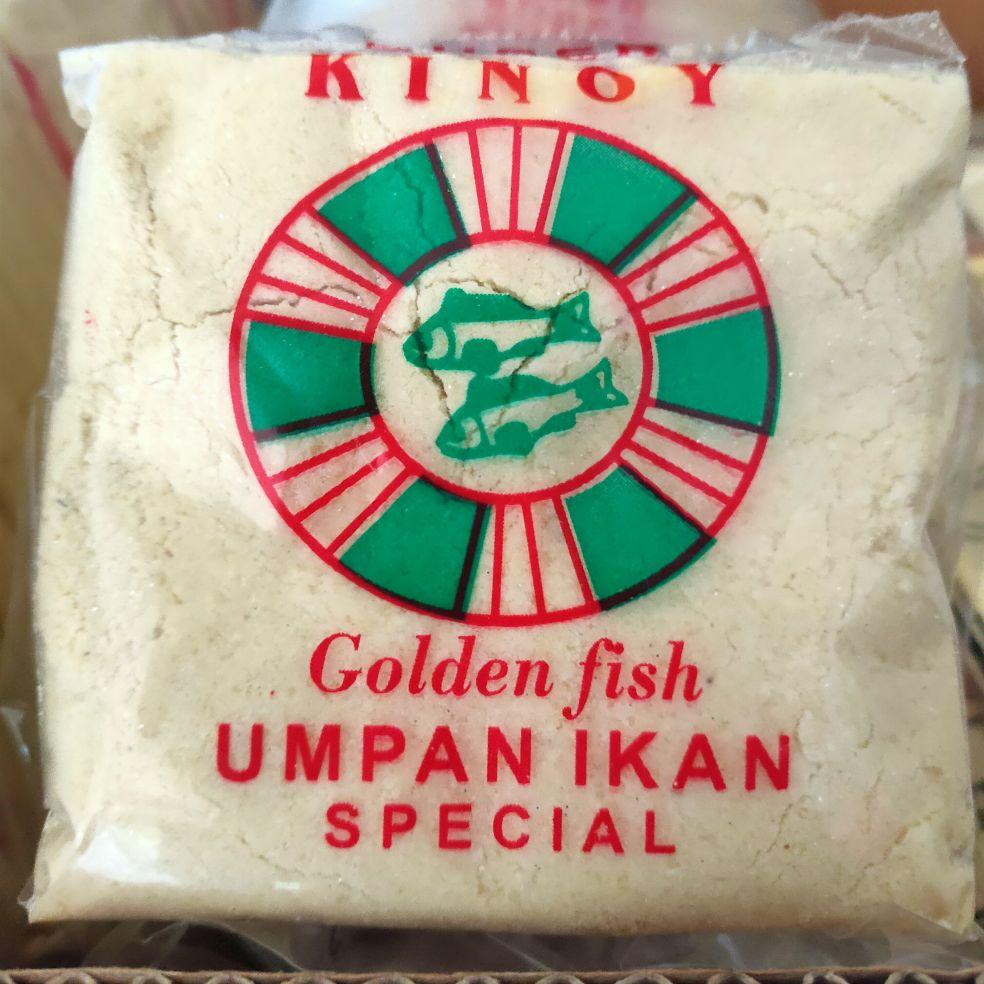 KINOY
Golden fish
UMPAN IKAN
SPECIAL